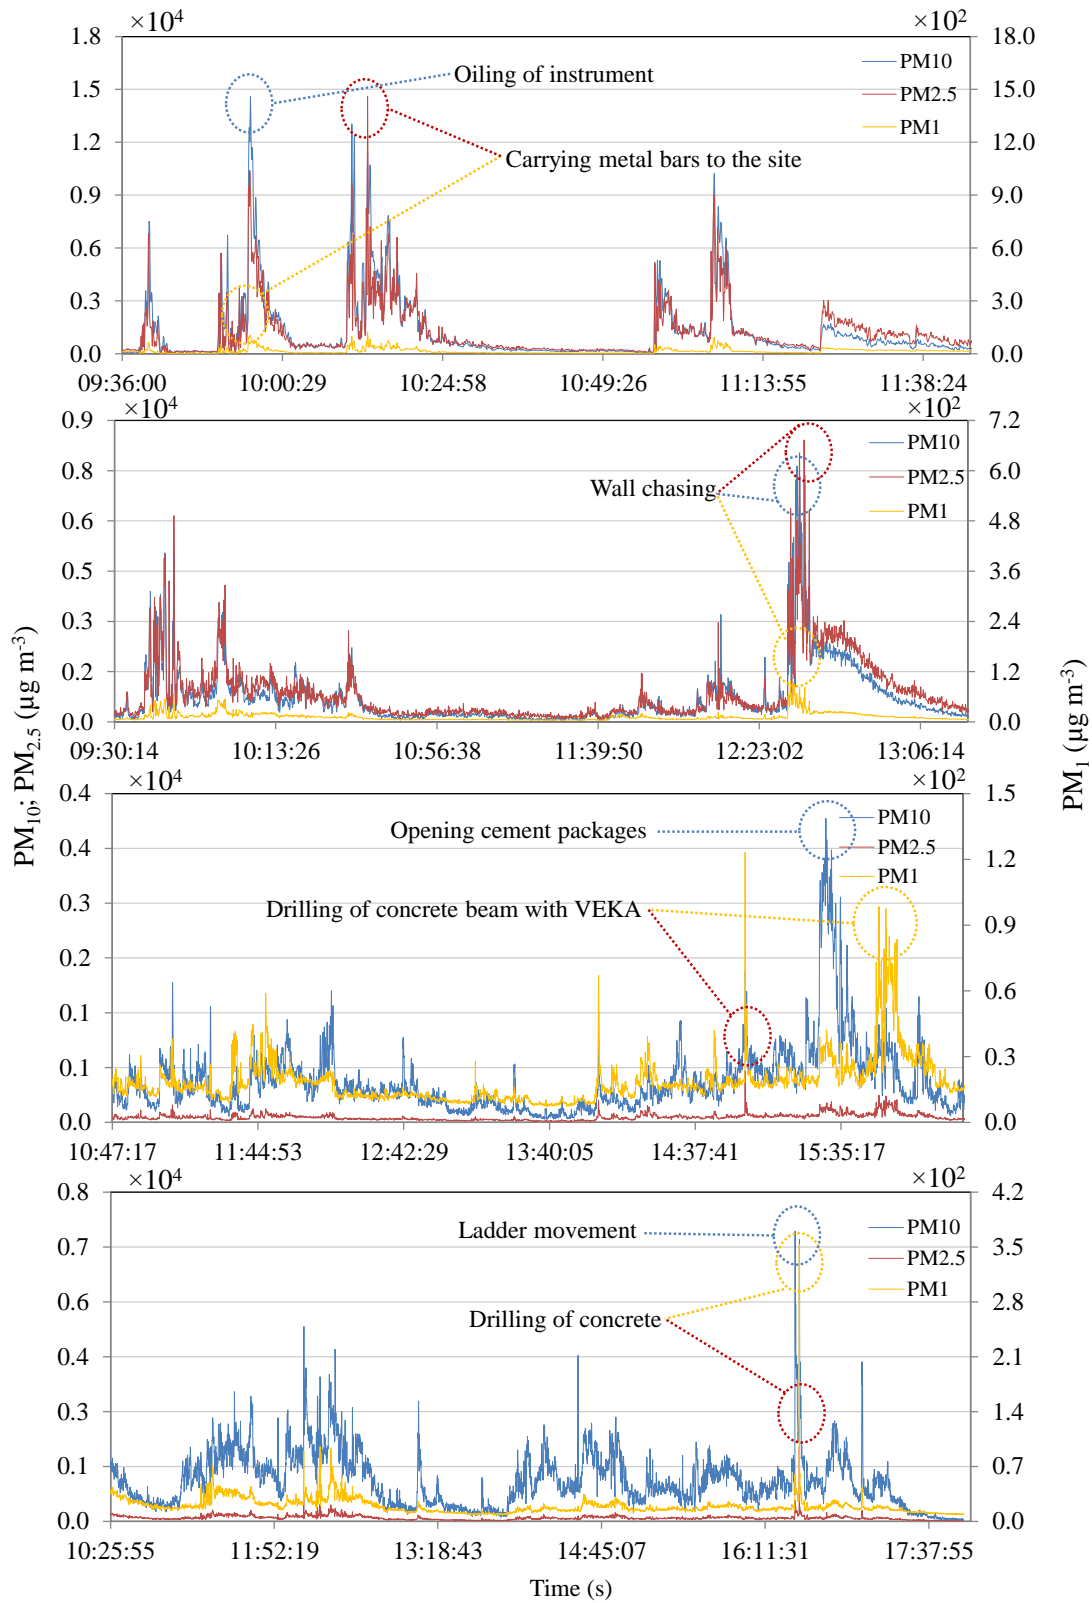 ×10⁴ ×10²
1.8 18.0
PM10
Oiling of instrument
1.5 PM2.5 15.0
PM1
1.2 12.0
Carrying metal bars to the site
0.9 9.0
0.6 6.0
0.3 3.0
0.0 0.0
09:36:00 10:00:29 10:24:58 10:49:26 11:13:55 11:38:24
×10⁴ ×10²
0.9 7.2
PM10
0.8 6.0
Wall chasing PM2.5
PM1
0.6 4.8
0.5 3.6
0.3 2.4
0.2 1.2
0.0 0.0
09:30:14 10:13:26 10:56:38 11:39:50 12:23:02 13:06:14
PM₁₀; PM₂.₅ (µg m⁻³)
PM₁ (µg m⁻³)
×10⁴ ×10²
0.4 1.5
PM10
Opening cement packages
0.4 PM2.5 1.2
PM1
0.3 0.9
Drilling of concrete beam with VEKA
0.2
0.1 0.6
0.1 0.3
0.0 0.0
10:47:17 11:44:53 12:42:29 13:40:05 14:37:41 15:35:17
×10⁴ ×10²
0.8 4.2
Ladder movement PM10
0.7 PM2.5 3.5
PM1
0.6 2.8
Drilling of concrete
0.4 2.1
0.3 1.4
0.1 0.7
0.0 0.0
10:25:55 11:52:19 13:18:43 14:45:07 16:11:31 17:37:55
Time (s)